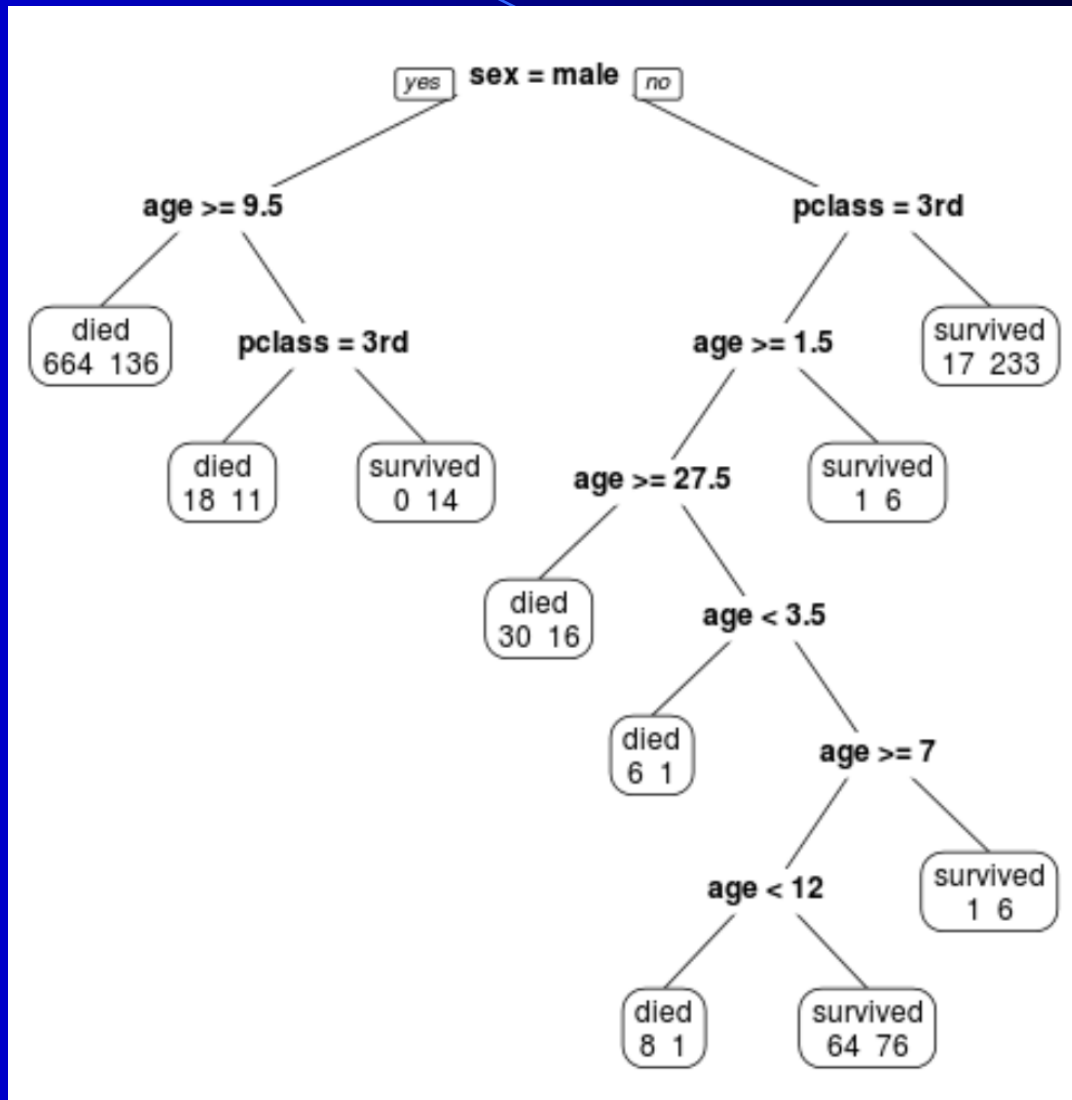 yes sex = male no
age >= 9.5 pclass = 3rd
died
664 136
pclass = 3rd
age >= 1.5
survived
17 233
died
18 11
survived
0 14
age >= 27.5
survived
1 6
died
30 16
age < 3.5
died
6 1
age >= 7
age < 12
survived
1 6
died
8 1
survived
64 76